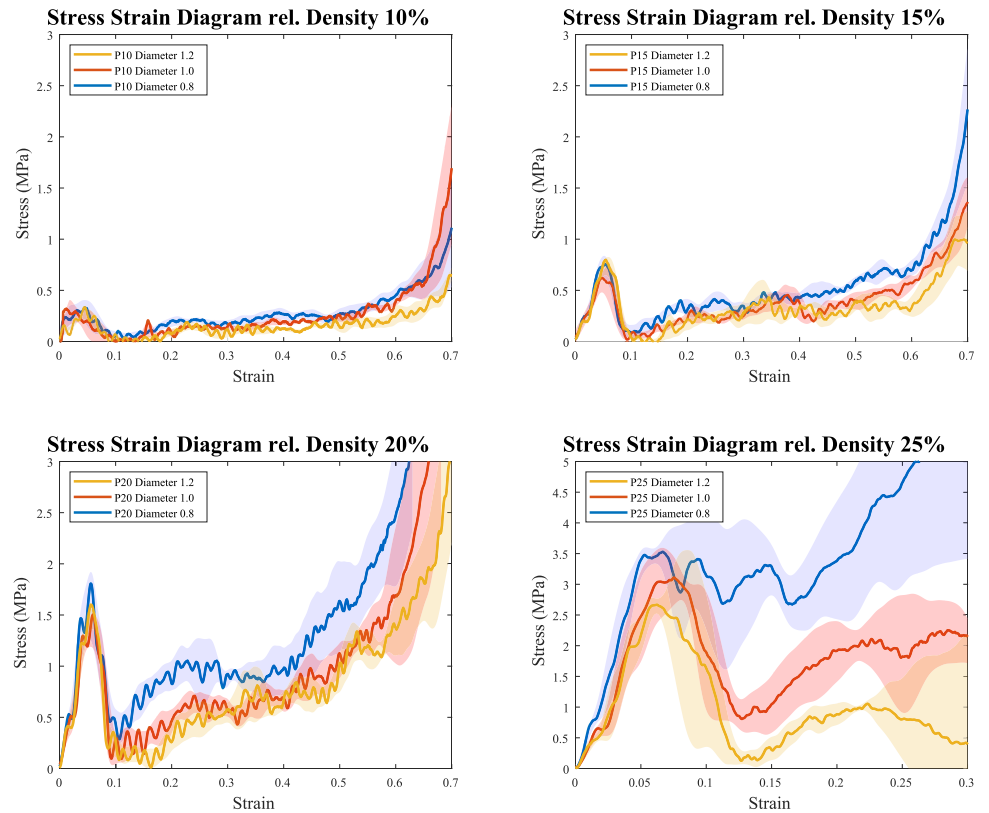 Stress Strain Diagram rel. Density 10%
3
2.5
2
1.5
1
0.5
0
Stress (MPa)
P10 Diameter 1.2
P10 Diameter 1.0
P10 Diameter 0.8
0 0.1 0.2 0.3 0.4 0.5 0.6 0.7
Strain
Stress Strain Diagram rel. Density 15%
3
2.5
2
1.5
1
0.5
0
Stress (MPa)
P15 Diameter 1.2
P15 Diameter 1.0
P15 Diameter 0.8
0 0.1 0.2 0.3 0.4 0.5 0.6 0.7
Strain
Stress Strain Diagram rel. Density 20%
3
2.5
2
1.5
1
0.5
0
Stress (MPa)
P20 Diameter 1.2
P20 Diameter 1.0
P20 Diameter 0.8
0 0.1 0.2 0.3 0.4 0.5 0.6 0.7
Strain
Stress Strain Diagram rel. Density 25%
5
4.5
4
3.5
3
2.5
2
1.5
1
0.5
0
Stress (MPa)
P25 Diameter 1.2
P25 Diameter 1.0
P25 Diameter 0.8
0 0.05 0.1 0.15 0.2 0.25 0.3
Strain